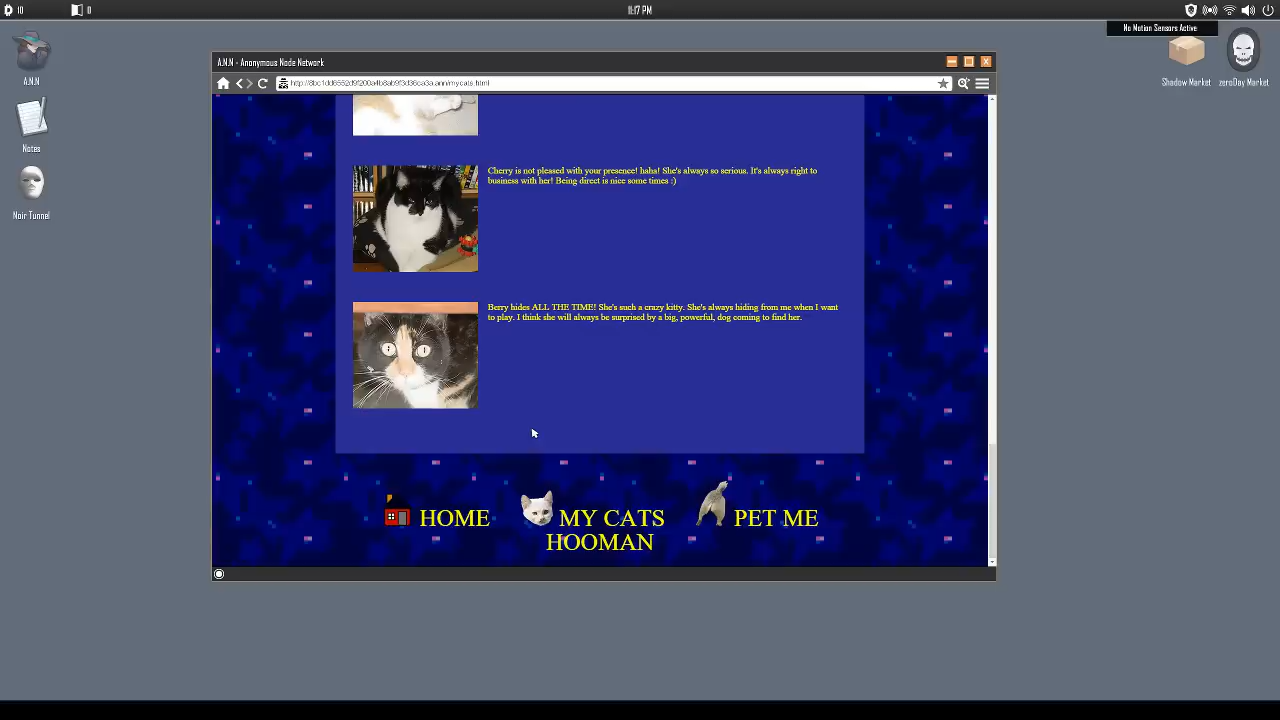 10
0
11:17 PM
No Motion Sensors Active
A.N.N
Notes
Noir Tunnel
Shadow Market
zeroDay Market
A.N.N - Anonymous Node Network
Cherry is not pleased with your presence! haha! She's always so serious. It's always right to
business with her! Being direct is nice some times :)
Berry hides ALL THE TIME! She's such a crazy kitty. She's always hiding from me when I want
to play. I think she will always be surprised by a big, powerful, dog coming to find her.
HOME
MY CATS
PET ME
HOOMAN